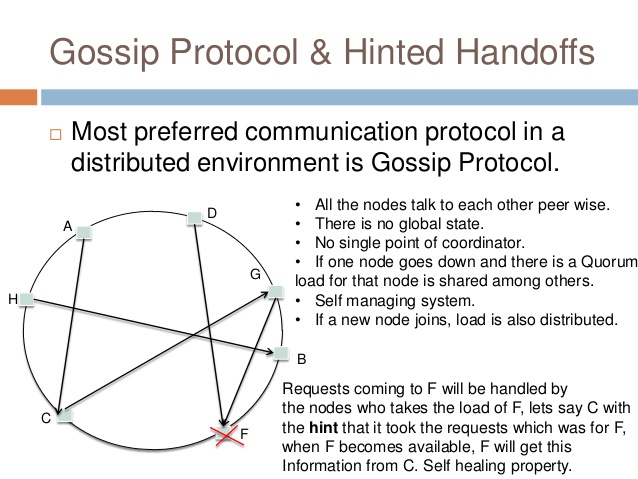 Gossip Protocol & Hinted Handoffs
Most preferred communication protocol in a
distributed environment is Gossip Protocol.
• All the nodes talk to each other peer wise.
• There is no global state.
• No single point of coordinator.
• If one node goes down and there is a Quorum
load for that node is shared among others.
• Self managing system.
• If a new node joins, load is also distributed.
A
D
G
H
B
C
F
Requests coming to F will be handled by
the nodes who takes the load of F, lets say C with
the hint that it took the requests which was for F,
when F becomes available, F will get this
Information from C. Self healing property.